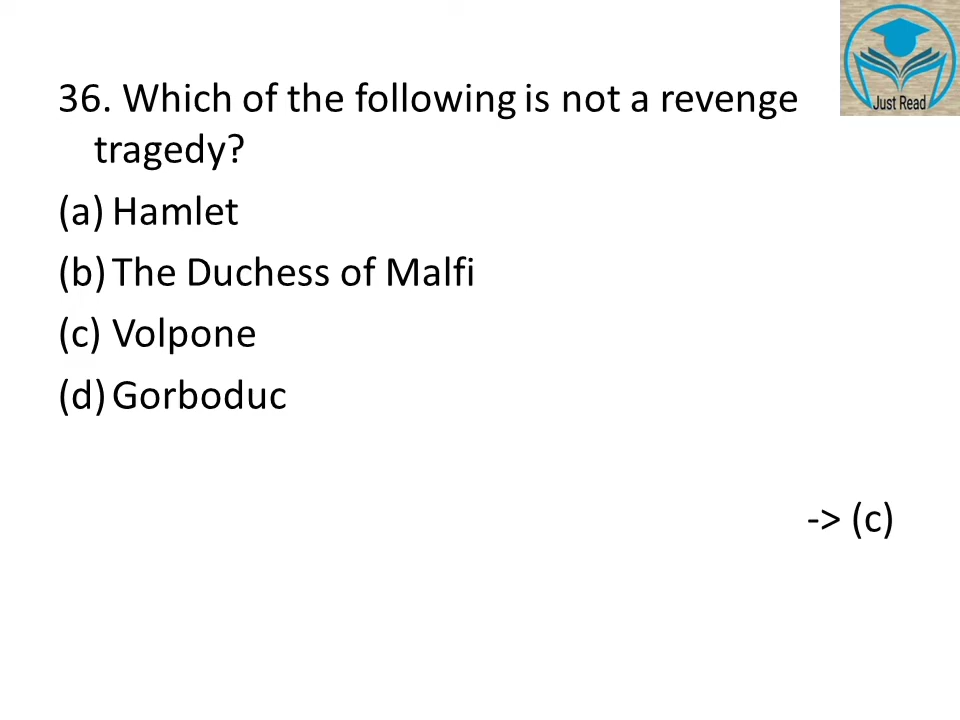 Just Read
36. Which of the following is not a revenge
tragedy?
(a) Hamlet
(b) The Duchess of Malfi
(c) Volpone
(d) Gorboduc
-> (c)